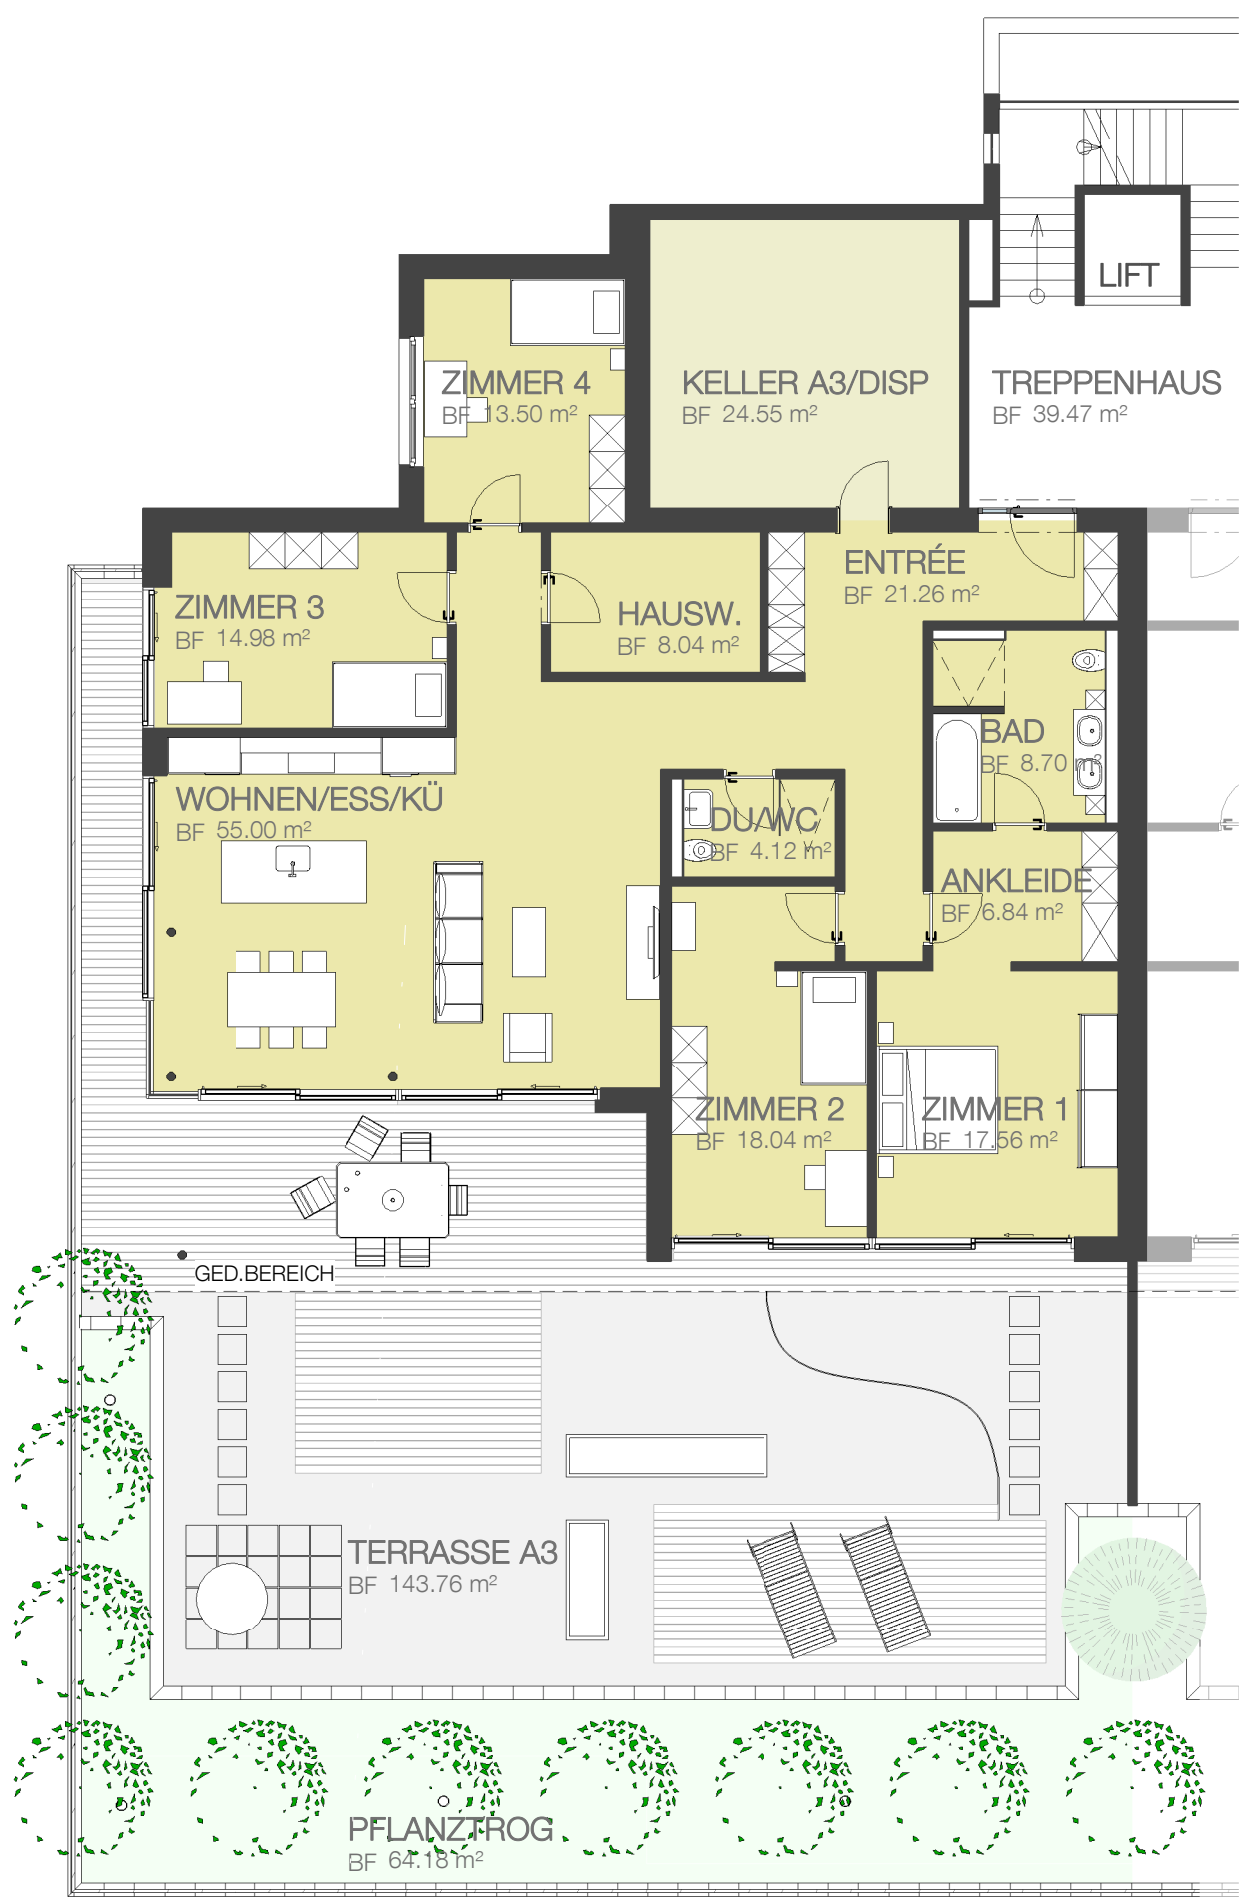 LIFT
ZIMMER 4
BF 13.50 m²
KELLER A3/DISP
BF 24.55 m²
TREPPENHAUS
BF 39.47 m²
ENTRÉE
BF 21.26 m²
ZIMMER 3
BF 14.98 m²
HAUSW.
BF 8.04 m²
BAD
BF 8.70 m²
WOHNEN/ESS/KÜ
BF 55.00 m²
DU/WC
BF 4.12 m²
ANKLEIDE
BF 6.84 m²
ZIMMER 2
BF 18.04 m²
ZIMMER 1
BF 17.56 m²
GED.BEREICH
TERRASSE A3
BF 143.76 m²
PFLANZTROG
BF 64.18 m²